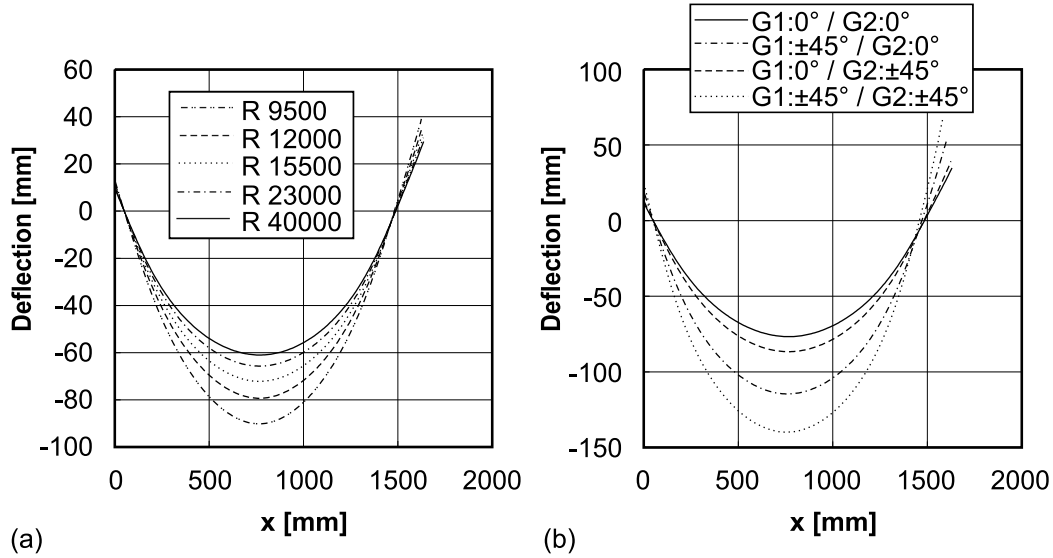 60
40
20
0
-20
-40
-60
-80
-100
Deflection [mm]
R 9500
R 12000
R 15500
R 23000
R 40000
0
500
1000
1500
2000
x [mm]
(a)
G1:0° / G2:0°
G1:±45° / G2:0°
G1:0° / G2:±45°
G1:±45° / G2:±45°
100
50
0
-50
-100
-150
Deflection [mm]
0
500
1000
1500
2000
x [mm]
(b)